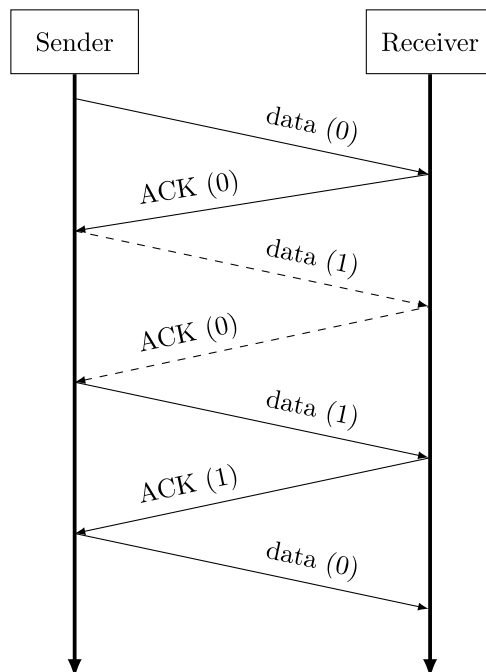 Sender
Receiver
data (0)
ACK (0)
data (1)
ACK (0)
data (1)
ACK (1)
data (0)